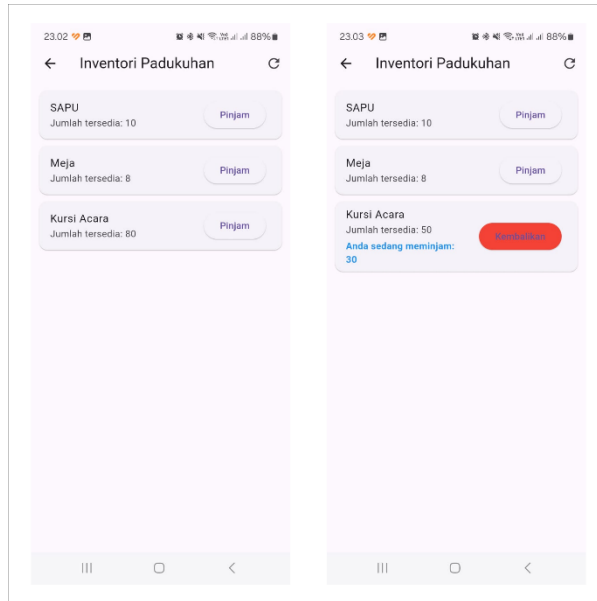 23.02
88%
Inventori Padukuhan
SAPU
Jumlah tersedia: 10
Pinjam
Meja
Jumlah tersedia: 8
Pinjam
Kursi Acara
Jumlah tersedia: 80
Pinjam
23.03
88%
Inventori Padukuhan
SAPU
Jumlah tersedia: 10
Pinjam
Meja
Jumlah tersedia: 8
Pinjam
Kursi Acara
Jumlah tersedia: 50
Anda sedang meminjam:
30
Kembalikan